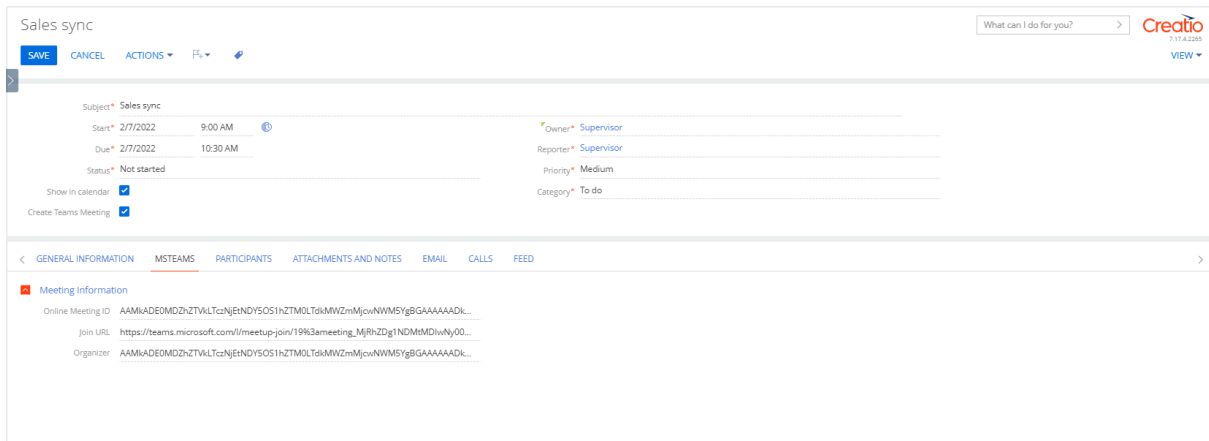 Sales sync
What can I do for you?
Creatio
7.17.4.2265
SAVE CANCEL ACTIONS
VIEW
Subject* Sales sync
Start* 2/7/2022 9:00 AM
Owner* Supervisor
Due* 2/7/2022 10:30 AM
Reporter* Supervisor
Status* Not started
Priority* Medium
Show in calendar
Category* To do
Create Teams Meeting
GENERAL INFORMATION MSTEAMS PARTICIPANTS ATTACHMENTS AND NOTES EMAIL CALLS FEED
Meeting Information
Online Meeting ID AAMkADE0MDZhZTVkLTczNjEtNDY5OS1hZTM0LTdkMWZmMjcwNWM5YgBGAAAAAADk...
Join URL https://teams.microsoft.com/l/meetup-join/19%3ameeting_MjRhZDg1NDMtMDIwNy00...
Organizer AAMkADE0MDZhZTVkLTczNjEtNDY5OS1hZTM0LTdkMWZmMjcwNWM5YgBGAAAAAADk...